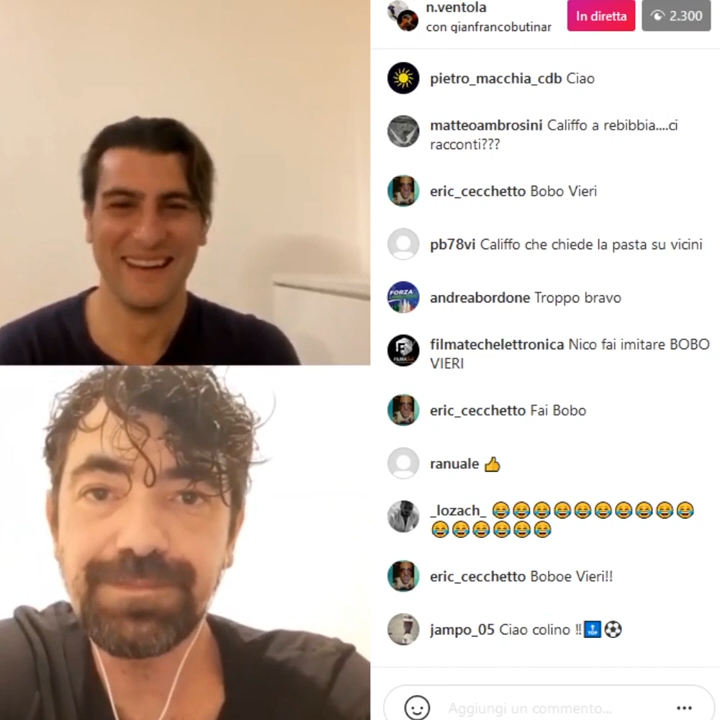 n.ventola
con gianfrancobutinar
In diretta
2.300
pietro_macchia_cdb Ciao
matteoambrosini Califfo a rebibbia....ci
racconti???
eric_cecchetto Bobo Vieri
pb78vi Califfo che chiede la pasta su vicini
andreabordone Troppo bravo
FORZA
filmatechelettronica Nico fai imitare BOBO
VIERI
eric_cecchetto Fai Bobo
ranuale 👍
_lozach_ 😂😂😂😂😂😂😂😂😂😂
😂😂😂😂😂😂
eric_cecchetto Boboe Vieri!!
jampo_05 Ciao colino ‼🔝⚽
Aggiungi un commento...